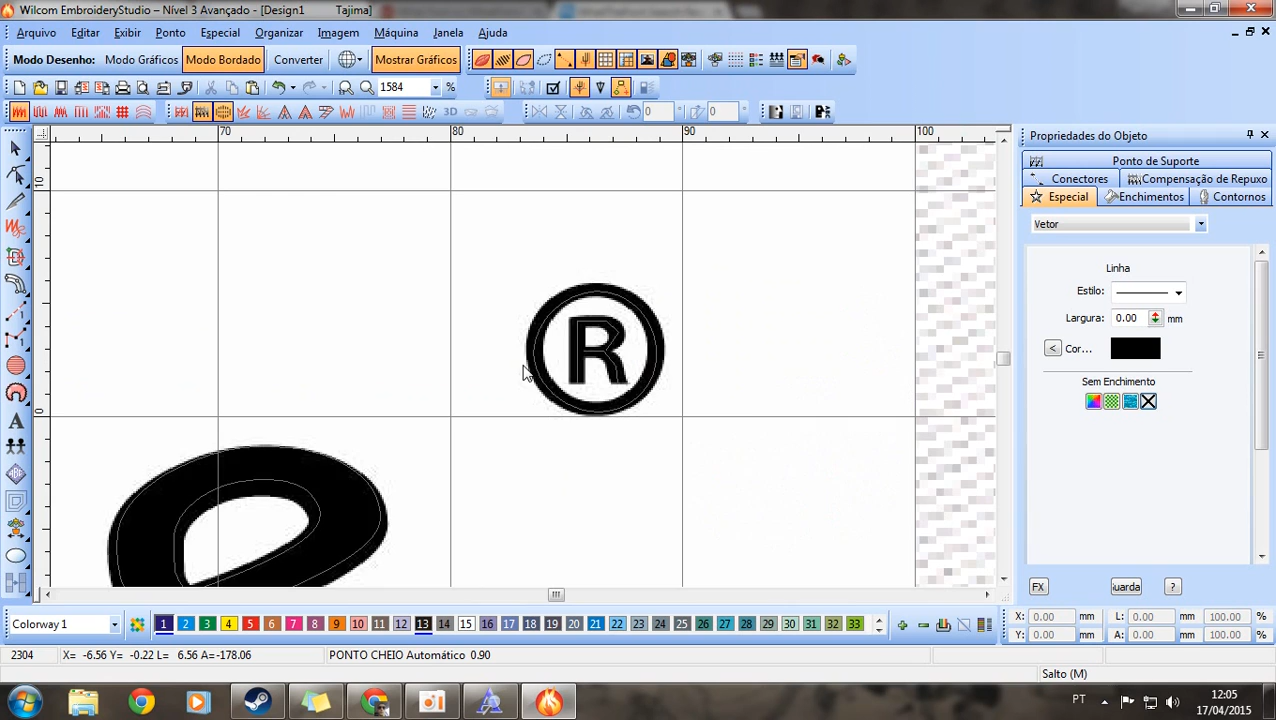 Wilcom EmbroideryStudio – Nível 3 Avançado - [Design1 Tajima]
Arquivo Editar Exibir Ponto Especial Organizar Imagem Máquina Janela Ajuda
Modo Desenho: Modo Gráficos Modo Bordado Converter Mostrar Gráficos
1584 %
3D 0 ° 0 °
70 80 90 100
10
0
®
Propriedades do Objeto
Ponto de Suporte
Conectores Compensação de Repuxo
Especial Enchimentos Contornos
Vetor
Linha
Estilo:
Largura: 0.00 mm
< Cor...
Sem Enchimento
FX uarda ?
Colorway 1 1 2 3 4 5 6 7 8 9 10 11 12 13 14 15 16 17 18 19 20 21 22 23 24 25 26 27 28 29 30 31 32 33
X: 0.00 mm L: 0.00 mm 100.00 %
Y: 0.00 mm A: 0.00 mm 100.00 %
2304 X= -6.56 Y= -0.22 L= 6.56 A=-178.06 PONTO CHEIO Automático 0.90
Salto (M)
PT 12:05
17/04/2015